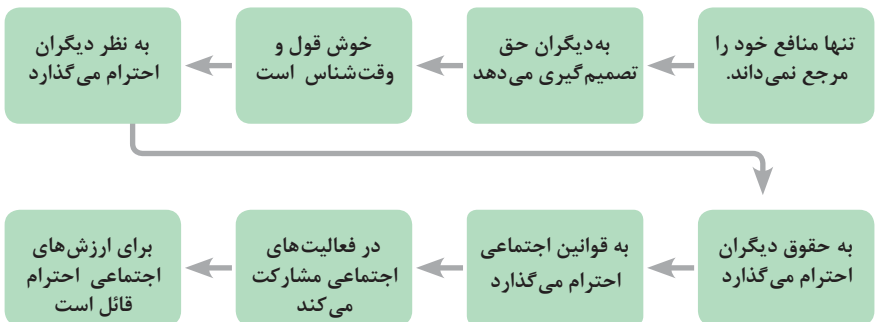 تنها منافع خود را
مرجع نمی‌داند.
به‌دیگران حق
تصمیم‌گیری می‌دهد
خوش قول و
وقت‌شناس است
به نظر دیگران
احترام می‌گذارد
به حقوق دیگران
احترام می‌گذارد
به قوانین اجتماعی
احترام می‌گذارد
در فعالیت‌های
اجتماعی مشارکت
می‌کند
برای ارزش‌های
اجتماعی احترام
قائل است